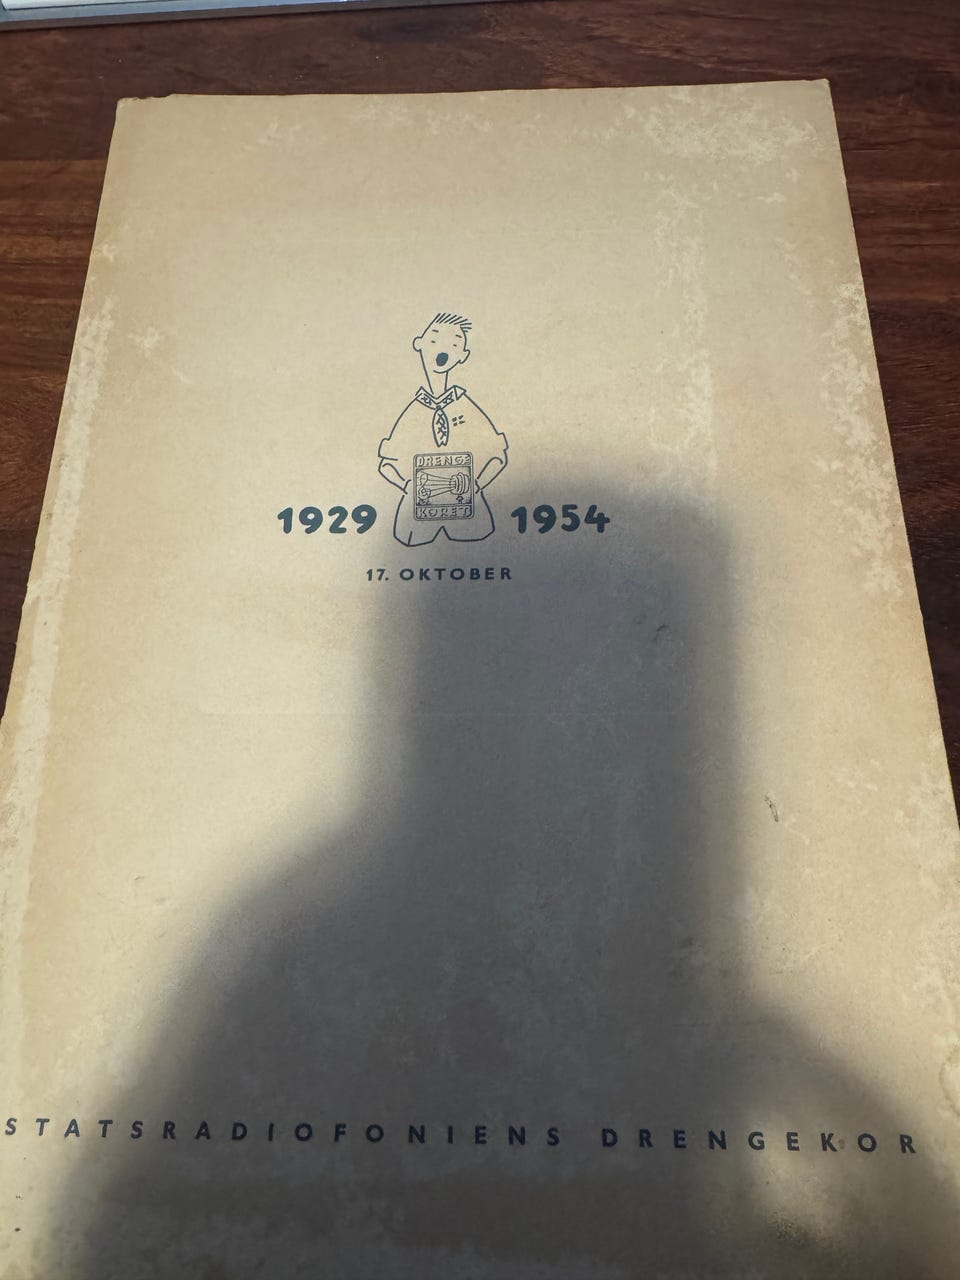 DRENGE
KORET
1929 1954
17. OKTOBER
STATSRADIOFONIENS DRENGEKOR